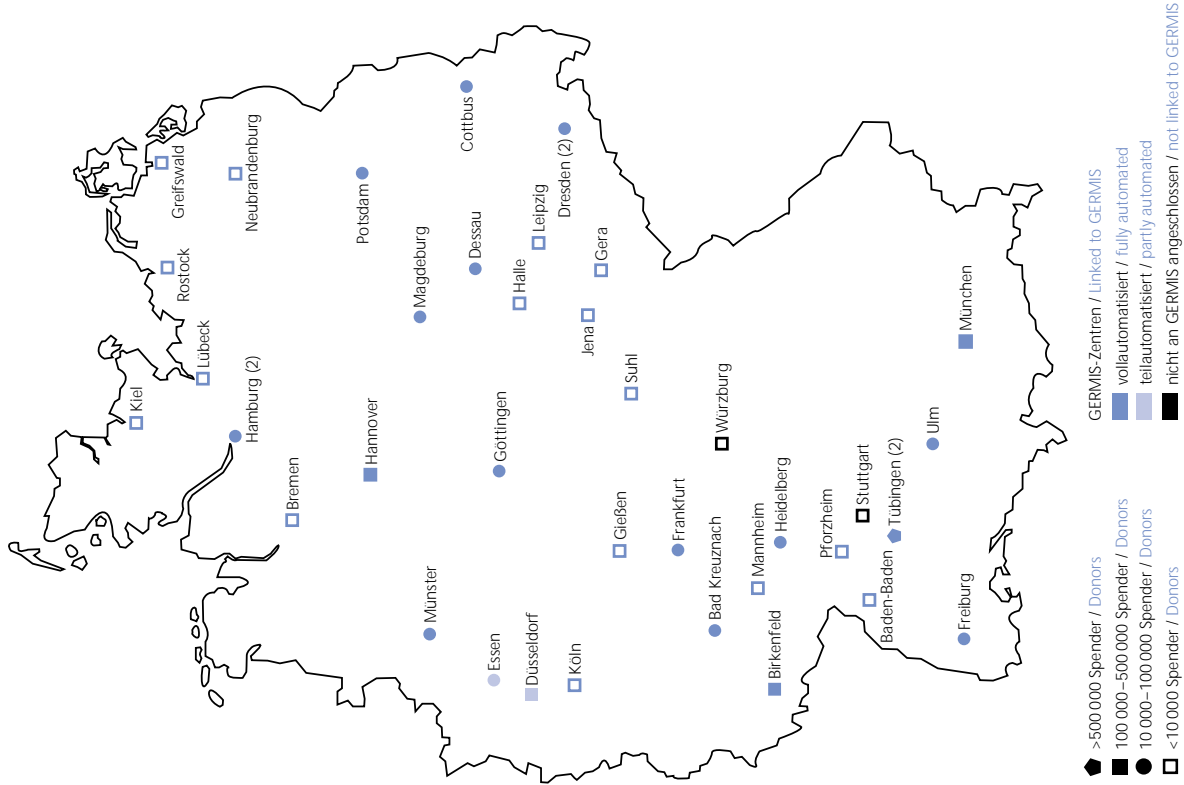 Kiel
Greifswald
Rostock
Lübeck
Neubrandenburg
Hamburg (2)
Bremen
Potsdam
Hannover
Magdeburg
Cottbus
Münster
Dessau
Göttingen
Essen
Halle
Leipzig
Düsseldorf
Dresden (2)
Köln
Jena
Gera
Gießen
Suhl
Frankfurt
Bad Kreuznach
Würzburg
Mannheim
Birkenfeld
Heidelberg
Pforzheim
Stuttgart
Baden-Baden
Tübingen (2)
Ulm
Freiburg
München
>500 000 Spender / Donors
100 000–500 000 Spender / Donors
10 000–100 000 Spender / Donors
<10 000 Spender / Donors
GERMIS-Zentren / Linked to GERMIS
vollautomatisiert / fully automated
teilautomatisiert / partly automated
nicht an GERMIS angeschlossen / not linked to GERMIS